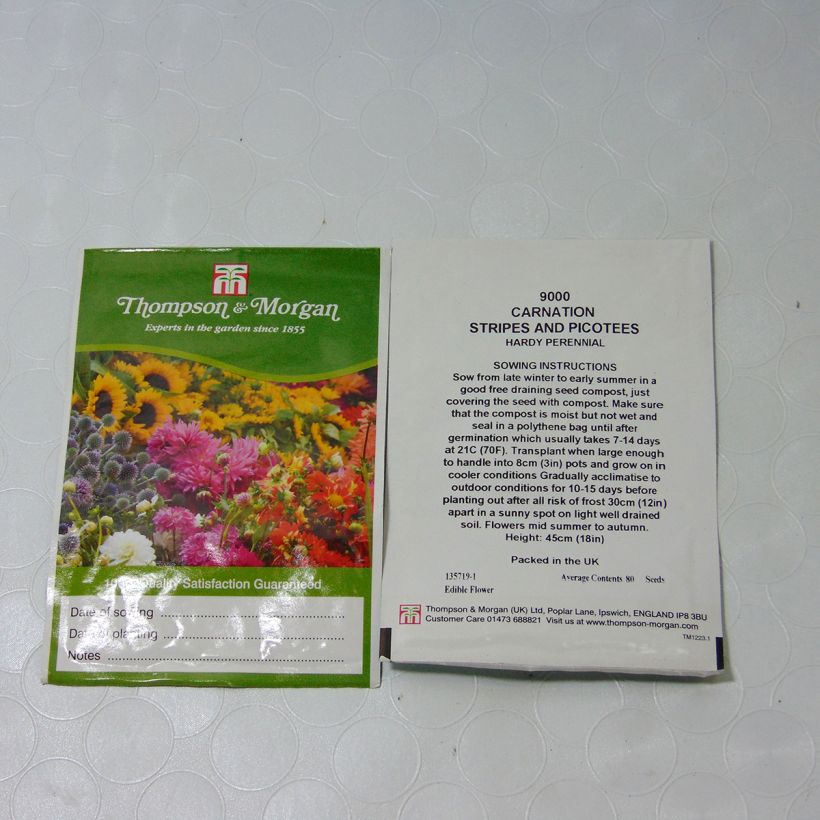 Thompson & Morgan
Experts in the garden since 1855
Quality Satisfaction Guaranteed
Date of sowing
Date of planting
Notes
9000
CARNATION
STRIPES AND PICOTEES
HARDY PERENNIAL
SOWING INSTRUCTIONS
Sow from late winter to early summer in a
good free draining seed compost, just
covering the seed with compost. Make sure
that the compost is moist but not wet and
seal in a polythene bag until after
germination which usually takes 7-14 days
at 21C (70F). Transplant when large enough
to handle into 8cm (3in) pots and grow on in
cooler conditions Gradually acclimatise to
outdoor conditions for 10-15 days before
planting out after all risk of frost 30cm (12in)
apart in a sunny spot on light well drained
soil. Flowers mid summer to autumn.
Height: 45cm (18in)
Packed in the UK
135719-1 Average Contents 80 Seeds
Edible Flower
Thompson & Morgan (UK) Ltd, Poplar Lane, Ipswich, ENGLAND IP8 3BU
Customer Care 01473 688821 Visit us at www.thompson-morgan.com
TM1223.1